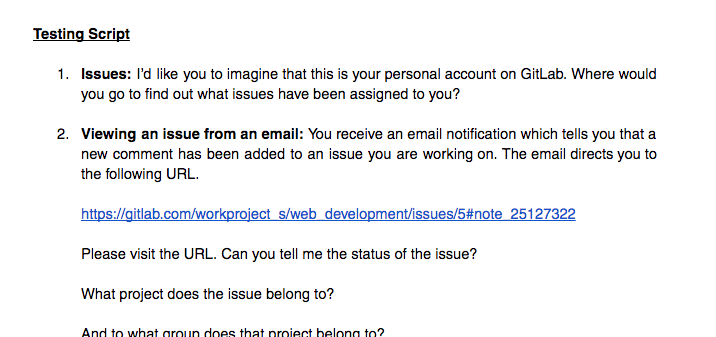 Testing Script
1. Issues: I'd like you to imagine that this is your personal account on GitLab. Where would
you go to find out what issues have been assigned to you?
2. Viewing an issue from an email: You receive an email notification which tells you that a
new comment has been added to an issue you are working on. The email directs you to
the following URL.
https://gitlab.com/workproject_s/web_development/issues/5#note_25127322
Please visit the URL. Can you tell me the status of the issue?
What project does the issue belong to?
And to what group does that project belong to?